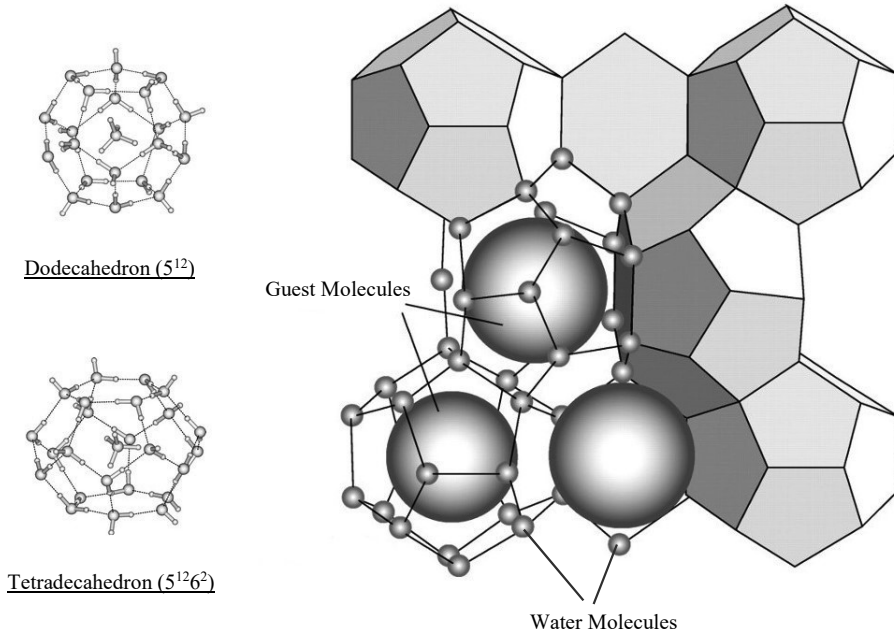 Dodecahedron (5¹²)
Guest Molecules
Tetradecahedron (5¹²6²)
Water Molecules